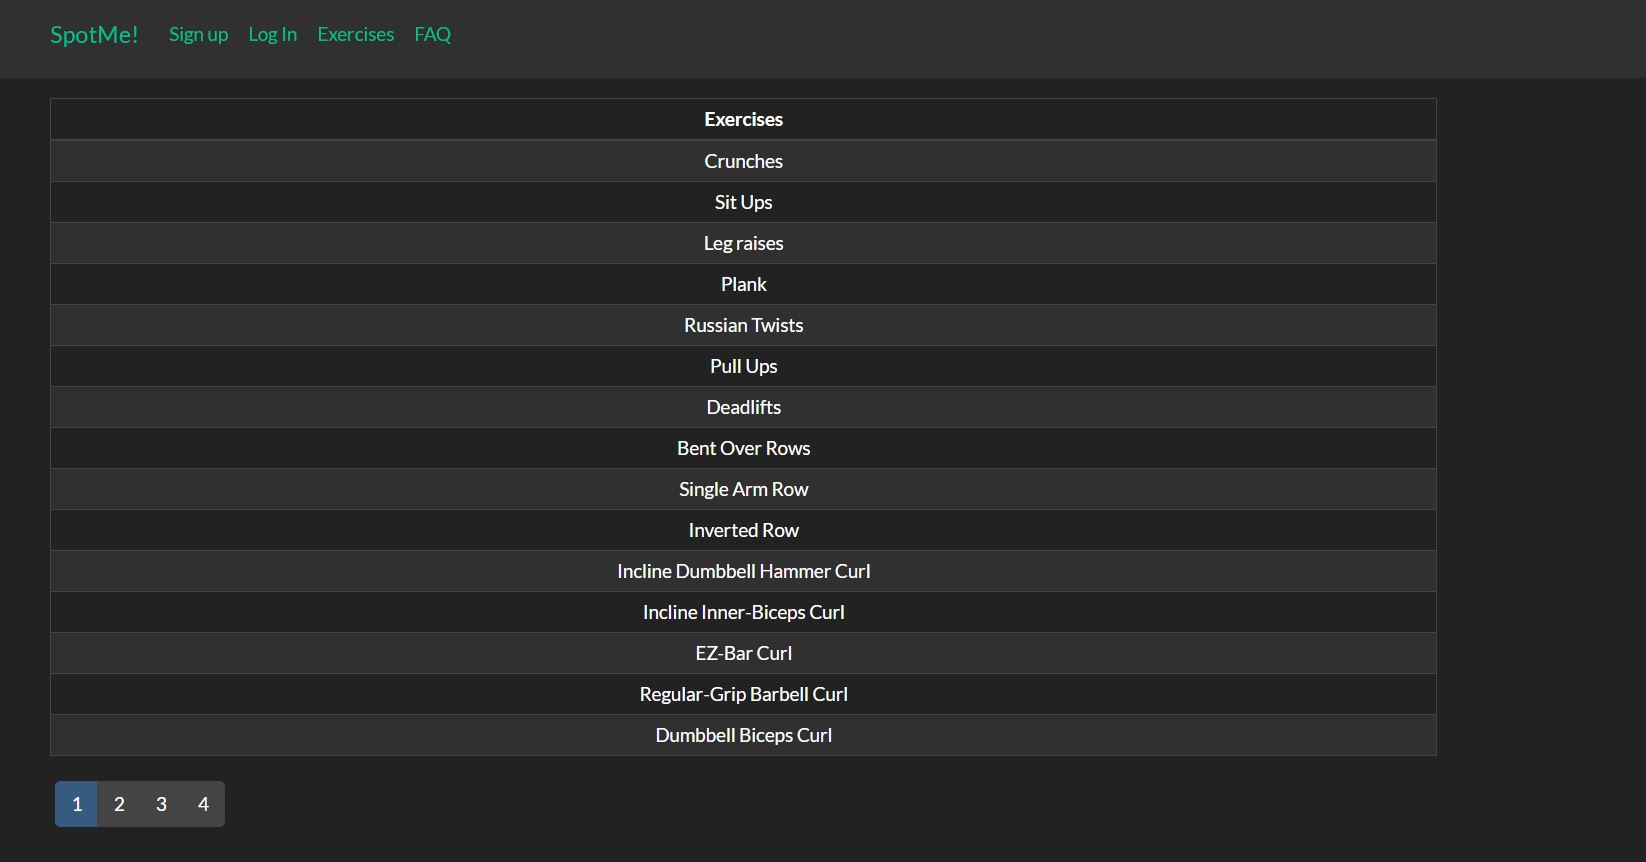 SpotMe! Sign up Log In Exercises FAQ
Exercises
Crunches
Sit Ups
Leg raises
Plank
Russian Twists
Pull Ups
Deadlifts
Bent Over Rows
Single Arm Row
Inverted Row
Incline Dumbbell Hammer Curl
Incline Inner-Biceps Curl
EZ-Bar Curl
Regular-Grip Barbell Curl
Dumbbell Biceps Curl
1 2 3 4